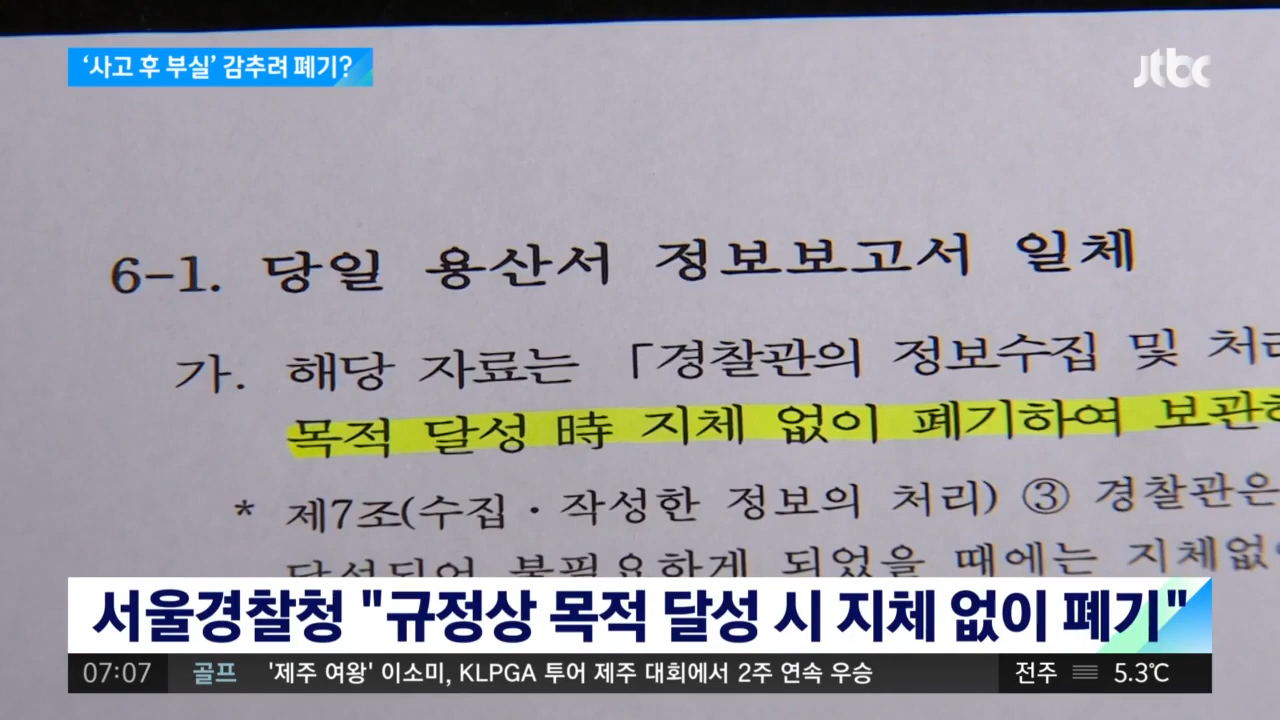 ‘사고 후 부실’ 감추려 폐기?
jtbc
6-1. 당일 용산서 정보보고서 일체
가. 해당 자료는 「경찰관의 정보수집 및 처리
목적 달성 時 지체 없이 폐기하여 보관하
* 제7조(수집·작성한 정보의 처리) ③ 경찰관은
달성되어 불필요하게 되었을 때에는 지체없이
서울경찰청 "규정상 목적 달성 시 지체 없이 폐기"
07:07 골프 '제주 여왕' 이소미, KLPGA 투어 제주 대회에서 2주 연속 우승 전주 5.3℃